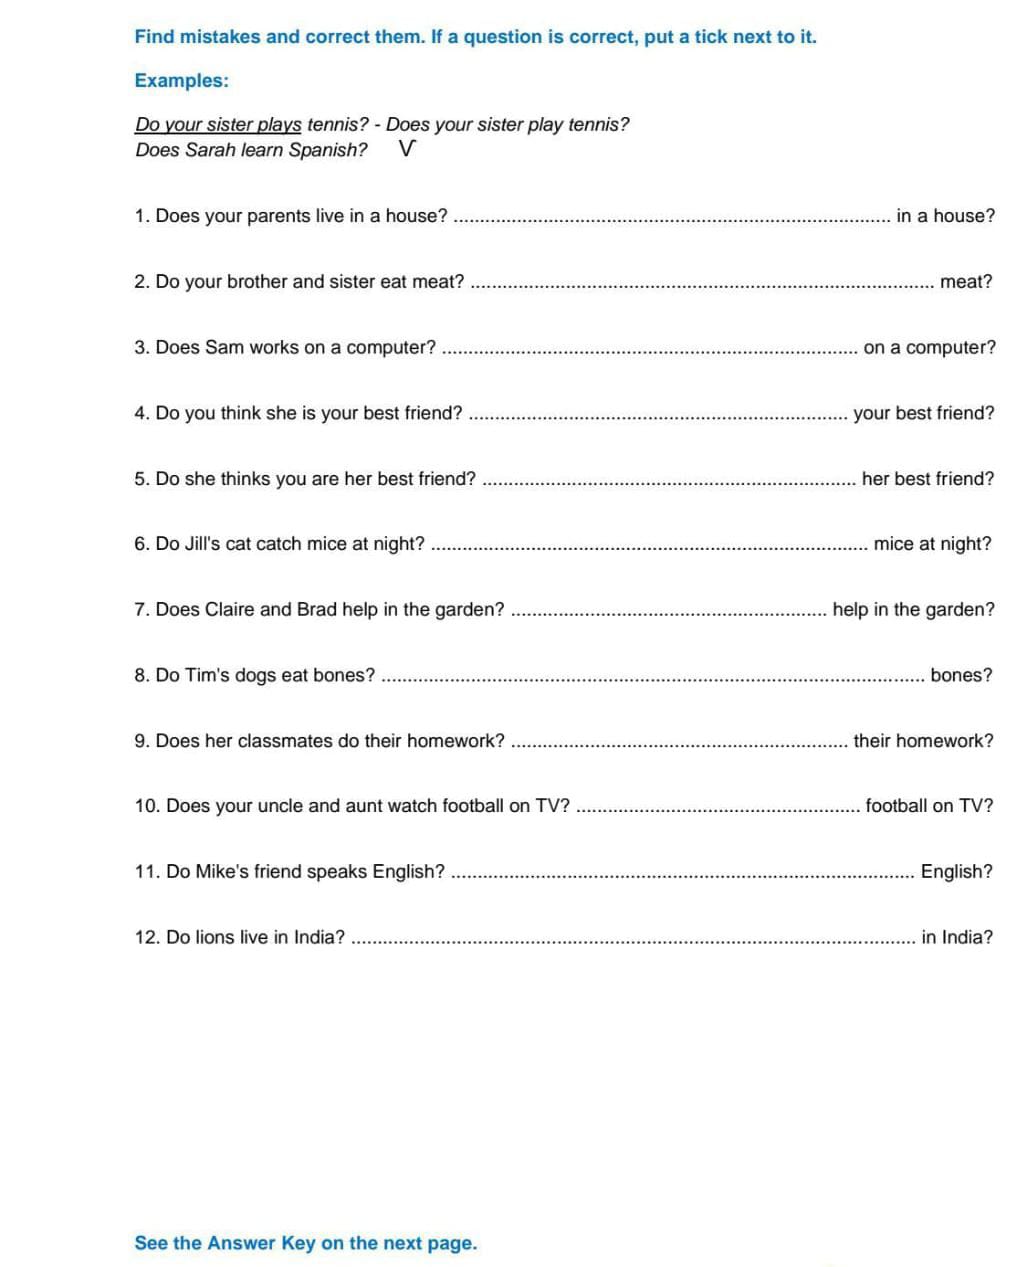 Find mistakes and correct them. If a question is correct, put a tick next to it.
Examples:
Do your sister plays tennis? - Does your sister play tennis?
Does Sarah learn Spanish? V
1. Does your parents live in a house? .................................................................................... in a house?
2. Do your brother and sister eat meat? ......................................................................................... meat?
3. Does Sam works on a computer? ................................................................................ on a computer?
4. Do you think she is your best friend? ......................................................................... your best friend?
5. Do she thinks you are her best friend? ........................................................................ her best friend?
6. Do Jill's cat catch mice at night? .................................................................................... mice at night?
7. Does Claire and Brad help in the garden? ............................................................. help in the garden?
8. Do Tim's dogs eat bones? ........................................................................................................ bones?
9. Does her classmates do their homework? ................................................................. their homework?
10. Does your uncle and aunt watch football on TV? ...................................................... football on TV?
11. Do Mike's friend speaks English? ......................................................................................... English?
12. Do lions live in India? ............................................................................................................ in India?
See the Answer Key on the next page.